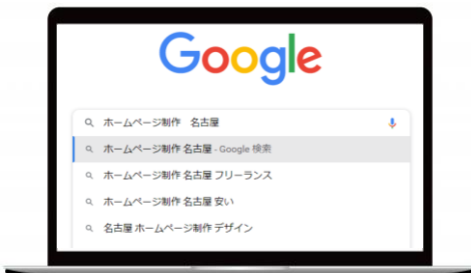 Google
ホームページ制作　名古屋
ホームページ制作 名古屋 - Google 検索
ホームページ制作 名古屋 フリーランス
ホームページ制作 名古屋 安い
名古屋 ホームページ制作 デザイン